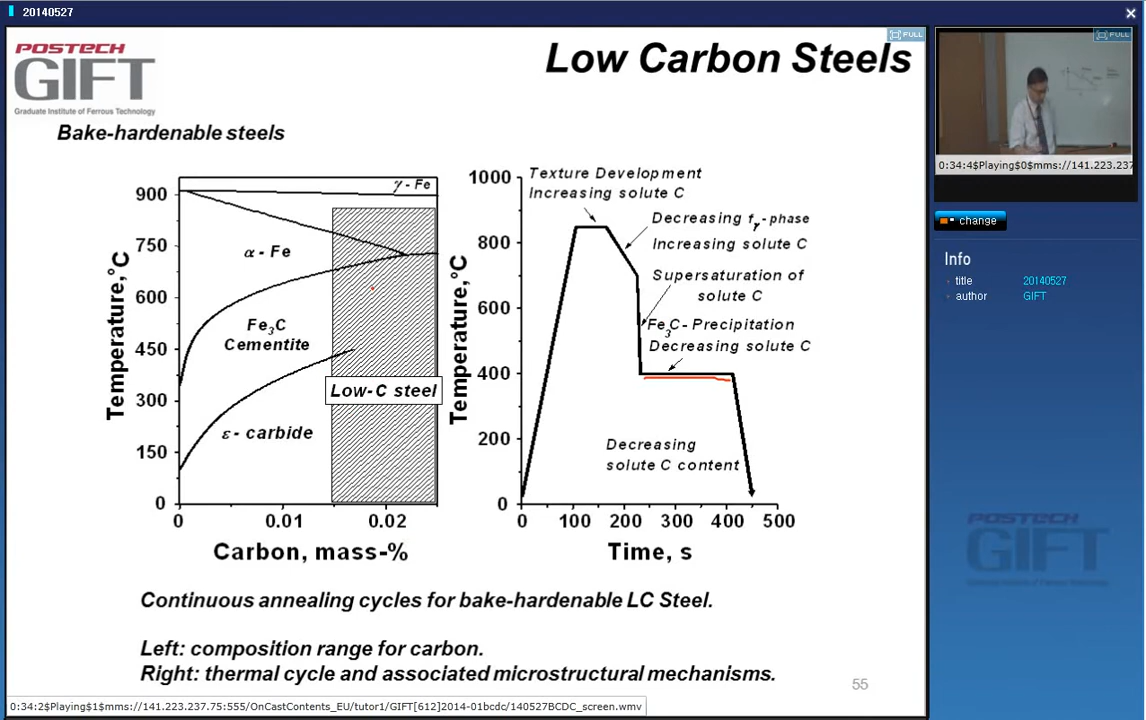 20140527
POSTECH
GIFT
Graduate Institute of Ferrous Technology
FULL
Low Carbon Steels
Bake-hardenable steels
900
750
600
450
300
150
0
Temperature,°C
γ - Fe
α - Fe
Fe3C
Cementite
Low-C steel
ε - carbide
0
0.01
0.02
Carbon, mass-%
1000
800
600
400
200
0
Temperature,°C
Texture Development
Increasing solute C
Decreasing fγ - phase
Increasing solute C
Supersaturation of
solute C
Fe3C- Precipitation
Decreasing solute C
Decreasing
solute C content
0
100
200
300
400
500
Time, s
Continuous annealing cycles for bake-hardenable LC Steel.
Left: composition range for carbon.
Right: thermal cycle and associated microstructural mechanisms.
55
0:34:2$Playing$1$mms://141.223.237.75:555/OnCastContents_EU/tutor1/GIFT[612]2014-01bcdc/140527BCDC_screen.wmv
FULL
0:34:4$Playing$0$mms://141.223.237
change
Info
title 20140527
author GIFT
POSTECH
GIFT